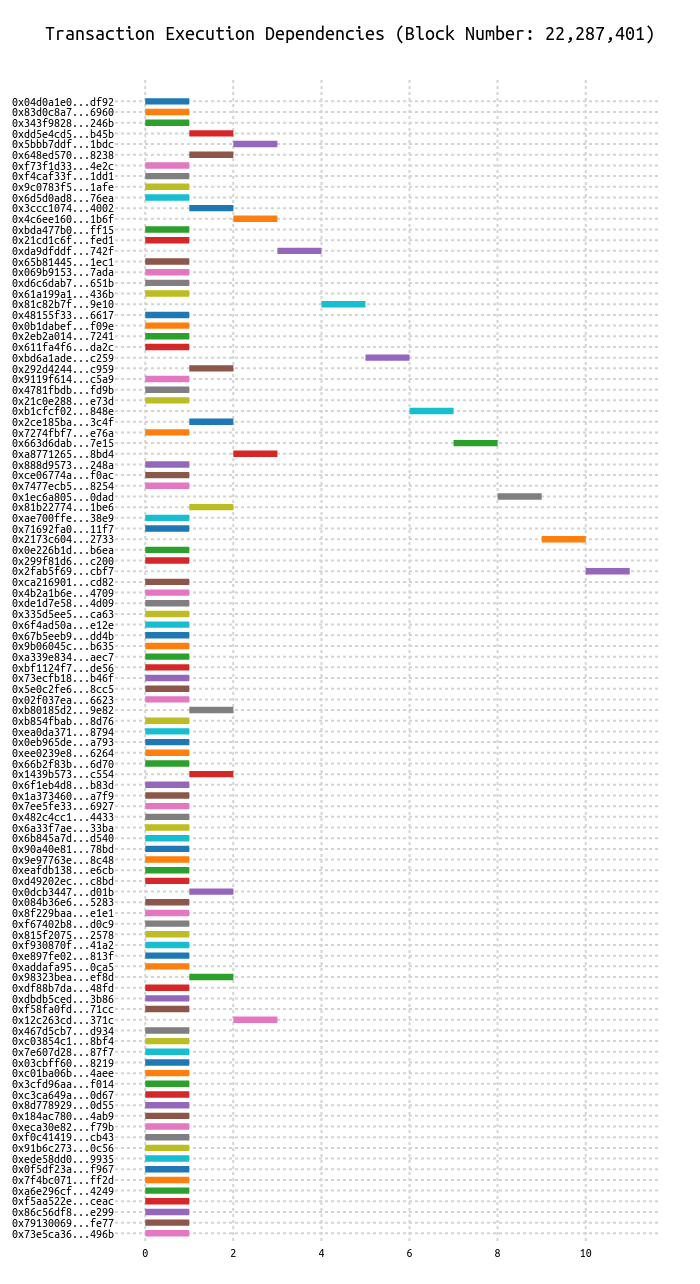 Transaction Execution Dependencies (Block Number: 22,287,401)
0x04d0a1e0...df92
0x83d0c8a7...6960
0x343f9828...246b
0xdd5e4cd5...b45b
0x5bbb7ddf...1bdc
0x648ed570...8238
0xf73f1d33...4e2c
0xf4caf33f...1dd1
0x9c0783f5...1afe
0x6d5d0ad8...76ea
0x3ccc1074...4002
0x4c6ee160...1b6f
0xbda477b0...ff15
0x21cd1c6f...fed1
0xda9dfddf...742f
0x65b81445...1ec1
0x069b9153...7ada
0xd6c6dab7...651b
0x61a199a1...436b
0x81c82b7f...9e10
0x48155f33...6617
0x0b1dabef...f09e
0x2eb2a014...7241
0x611fa4f6...da2c
0xbd6a1ade...c259
0x292d4244...c959
0x9119f614...c5a9
0x4781fbdb...fd9b
0x21c0e288...e73d
0xb1cfcf02...848e
0x2ce185ba...3c4f
0x7274fbf7...e76a
0x663d6dab...7e15
0xa8771265...8bd4
0x888d9573...248a
0xce06774a...f0ac
0x7477ecb5...8254
0x1ec6a805...0dad
0x81b22774...1be6
0xae700ffe...38e9
0x71692fa0...11f7
0x2173c604...2733
0x0e226b1d...b6ea
0x299f81d6...c200
0x2fab5f69...cbf7
0xca216901...cd82
0x4b2a1b6e...4709
0xde1d7e58...4d09
0x335d5ee5...ca63
0x6f4ad50a...e12e
0x67b5eeb9...dd4b
0x9b06045c...b635
0xa339e834...aec7
0xbf1124f7...de56
0x73ecfb18...b46f
0x5e0c2fe6...8cc5
0x02f037ea...6623
0xb80185d2...9e82
0xb854fbab...8d76
0xea0da371...8794
0x0eb965de...a793
0xee0239e8...6264
0x66b2f83b...6d70
0x1439b573...c554
0x6f1eb4d8...b83d
0x1a373460...a7f9
0x7ee5fe33...6927
0x482c4cc1...4433
0x6a33f7ae...33ba
0x6b845a7d...d540
0x90a40e81...78bd
0x9e97763e...8c48
0xeafdb138...e6cb
0xd49202ec...c8bd
0x0dcb3447...d01b
0x084b36e6...5283
0x8f229baa...e1e1
0xf67402b8...d0c9
0x815f2075...2578
0xf930870f...41a2
0xe897fe02...813f
0xaddafa95...0ca5
0x98323bea...ef8d
0xdf88b7da...48fd
0xdbdb5ced...3b86
0xf58fa0fd...71cc
0x12c263cd...371c
0x467d5cb7...d934
0xc03854c1...8bf4
0x7e607d28...87f7
0x03cbff60...8219
0xc01ba06b...4aee
0x3cfd96aa...f014
0xc3ca649a...0d67
0x8d778929...0d55
0x184ac780...4ab9
0xeca30e82...f79b
0xf0c41419...cb43
0x91b6c273...0c56
0xede58dd0...9935
0x0f5df23a...f967
0x7f4bc071...ff2d
0xa6e296cf...4249
0xf5aa522e...ceac
0x86c56df8...e299
0x79130069...fe77
0x73e5ca36...496b
0 2 4 6 8 10